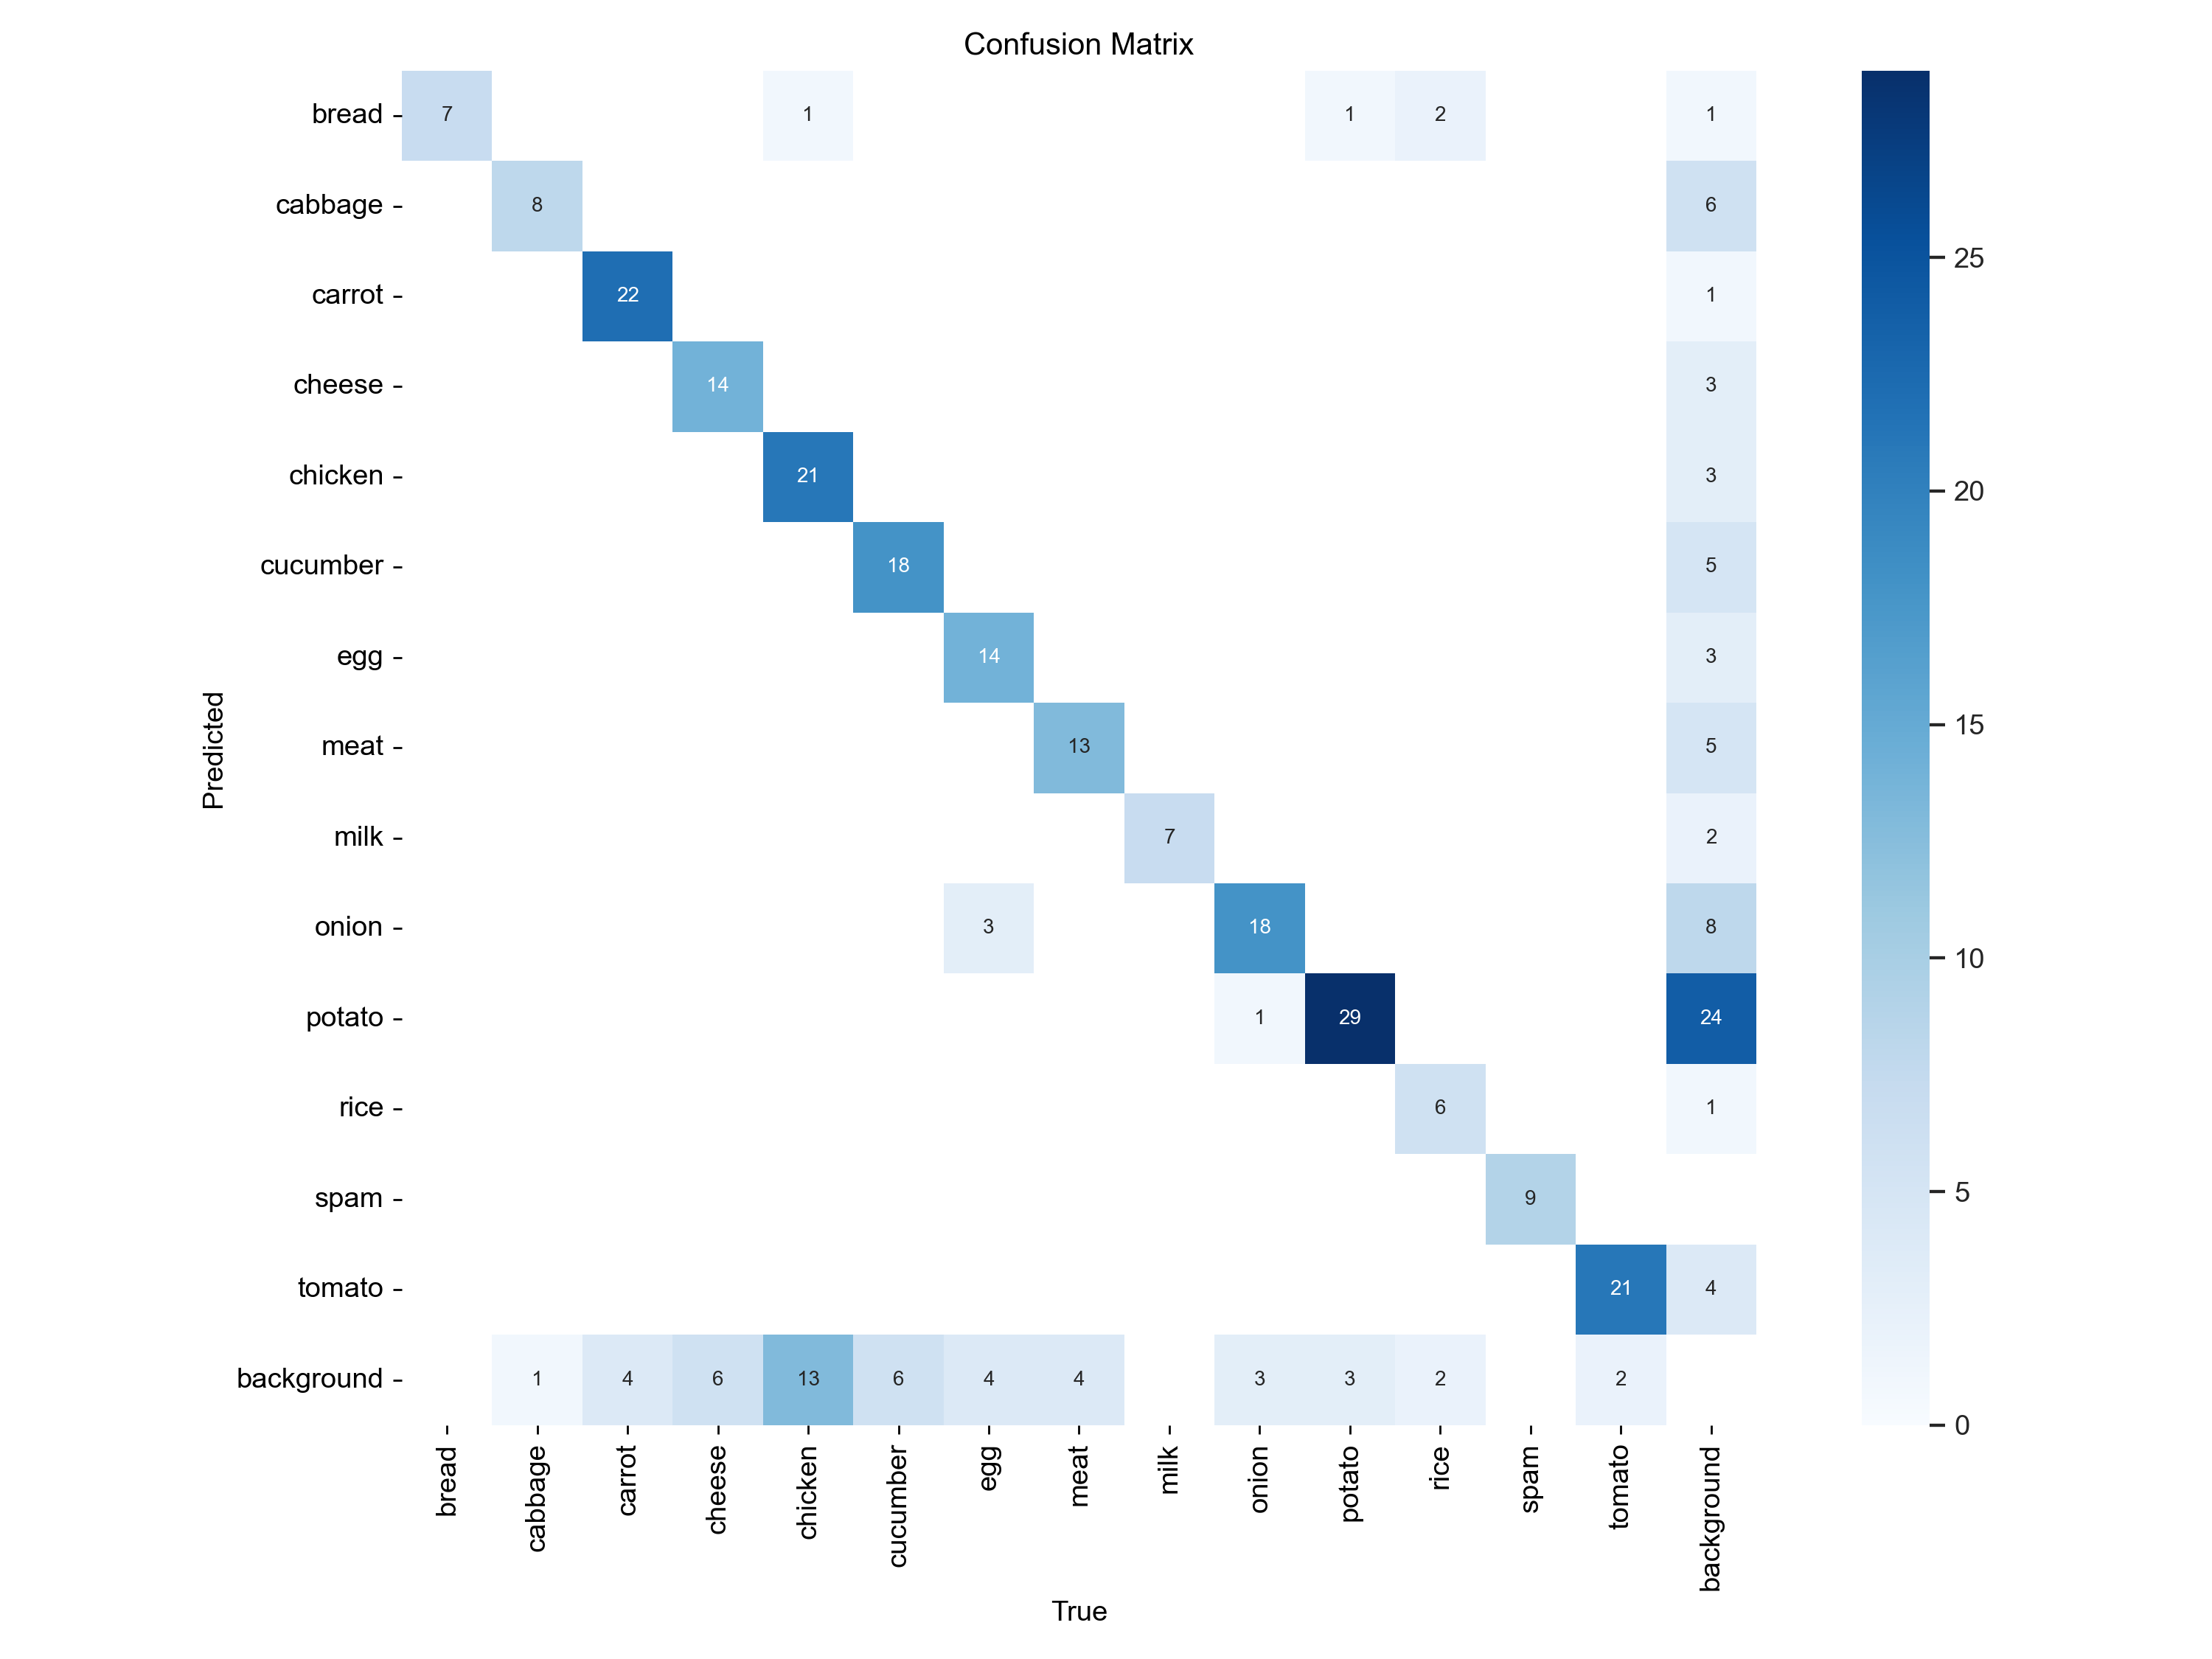 Confusion Matrix
bread 7 1 1 2 1
cabbage 8 6
carrot 22 1
cheese 14 3
chicken 21 3
cucumber 18 5
egg 14 3
meat 13 5
milk 7 2
onion 3 18 8
potato 1 29 24
rice 6 1
spam 9
tomato 21 4
background 1 4 6 13 6 4 4 3 3 2 2
bread cabbage carrot cheese chicken cucumber egg meat milk onion potato rice spam tomato background
True
Predicted
25
20
15
10
5
0